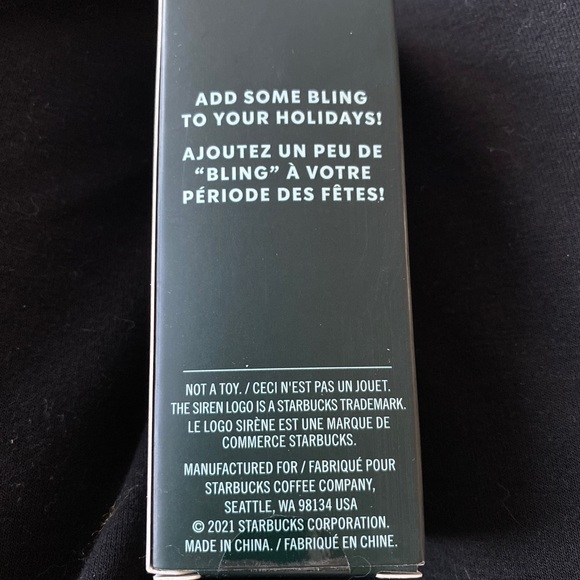 ADD SOME BLING
TO YOUR HOLIDAYS!
AJOUTEZ UN PEU DE
“BLING” À VOTRE
PÉRIODE DES FÊTES!
NOT A TOY. / CECI N'EST PAS UN JOUET.
THE SIREN LOGO IS A STARBUCKS TRADEMARK.
LE LOGO SIRÈNE EST UNE MARQUE DE
COMMERCE STARBUCKS.
MANUFACTURED FOR / FABRIQUÉ POUR
STARBUCKS COFFEE COMPANY,
SEATTLE, WA 98134 USA
© 2021 STARBUCKS CORPORATION.
MADE IN CHINA. / FABRIQUÉ EN CHINE.